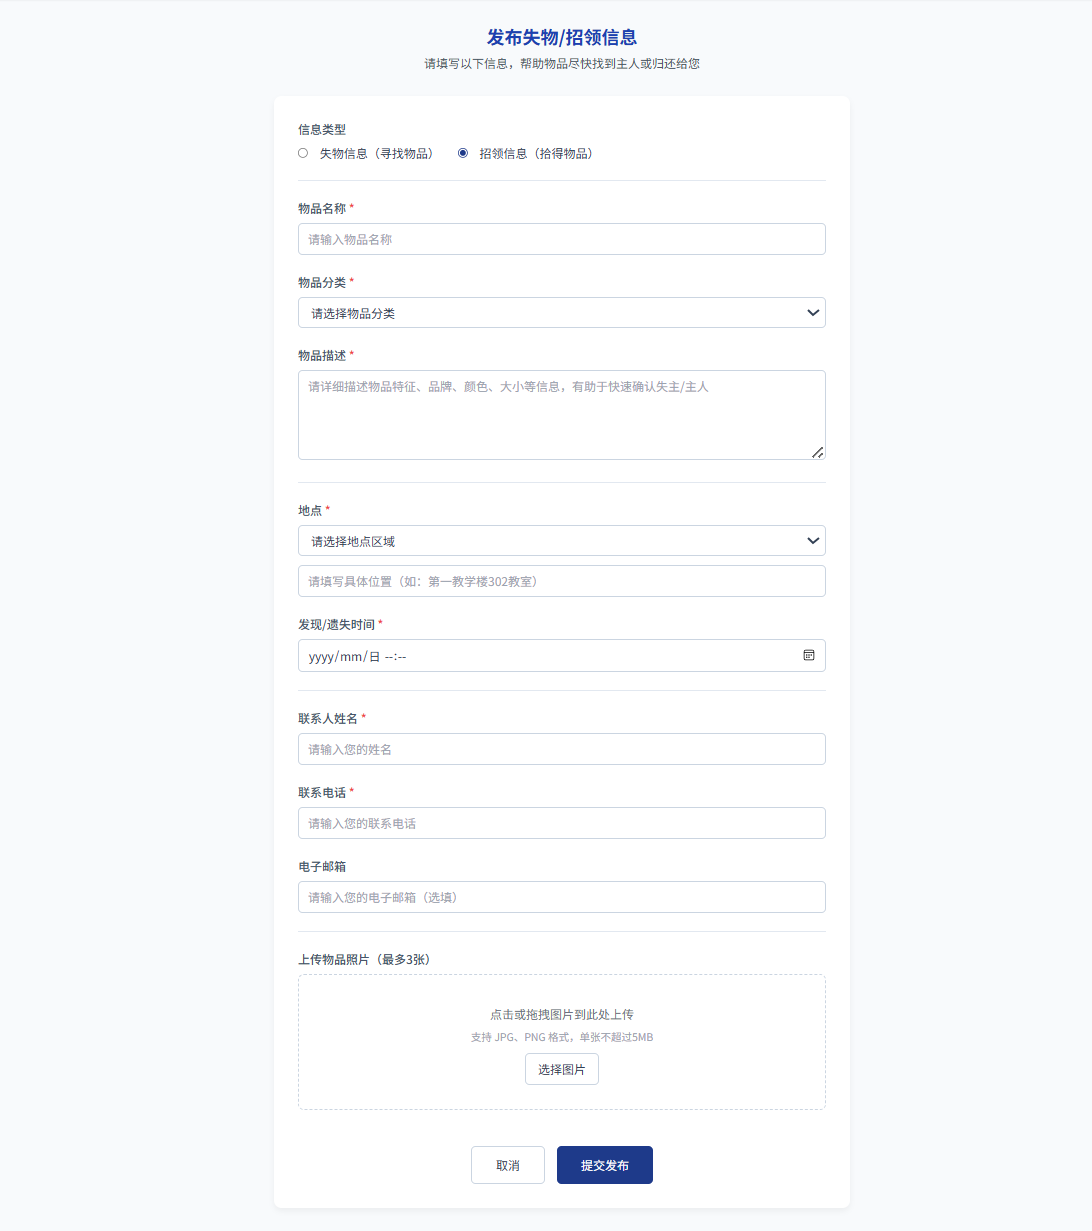 发布失物/招领信息
请填写以下信息，帮助物品尽快找到主人或归还给您
信息类型
失物信息（寻找物品） 招领信息（拾得物品）
物品名称 *
请输入物品名称
物品分类 *
请选择物品分类
物品描述 *
请详细描述物品特征、品牌、颜色、大小等信息，有助于快速确认失主/主人
地点 *
请选择地点区域
请填写具体位置（如：第一教学楼302教室）
发现/遗失时间 *
yyyy/mm/日 --:--
联系人姓名 *
请输入您的姓名
联系电话 *
请输入您的联系电话
电子邮箱
请输入您的电子邮箱（选填）
上传物品照片（最多3张）
点击或拖拽图片到此处上传
支持 JPG、PNG 格式，单张不超过5MB
选择图片
取消 提交发布